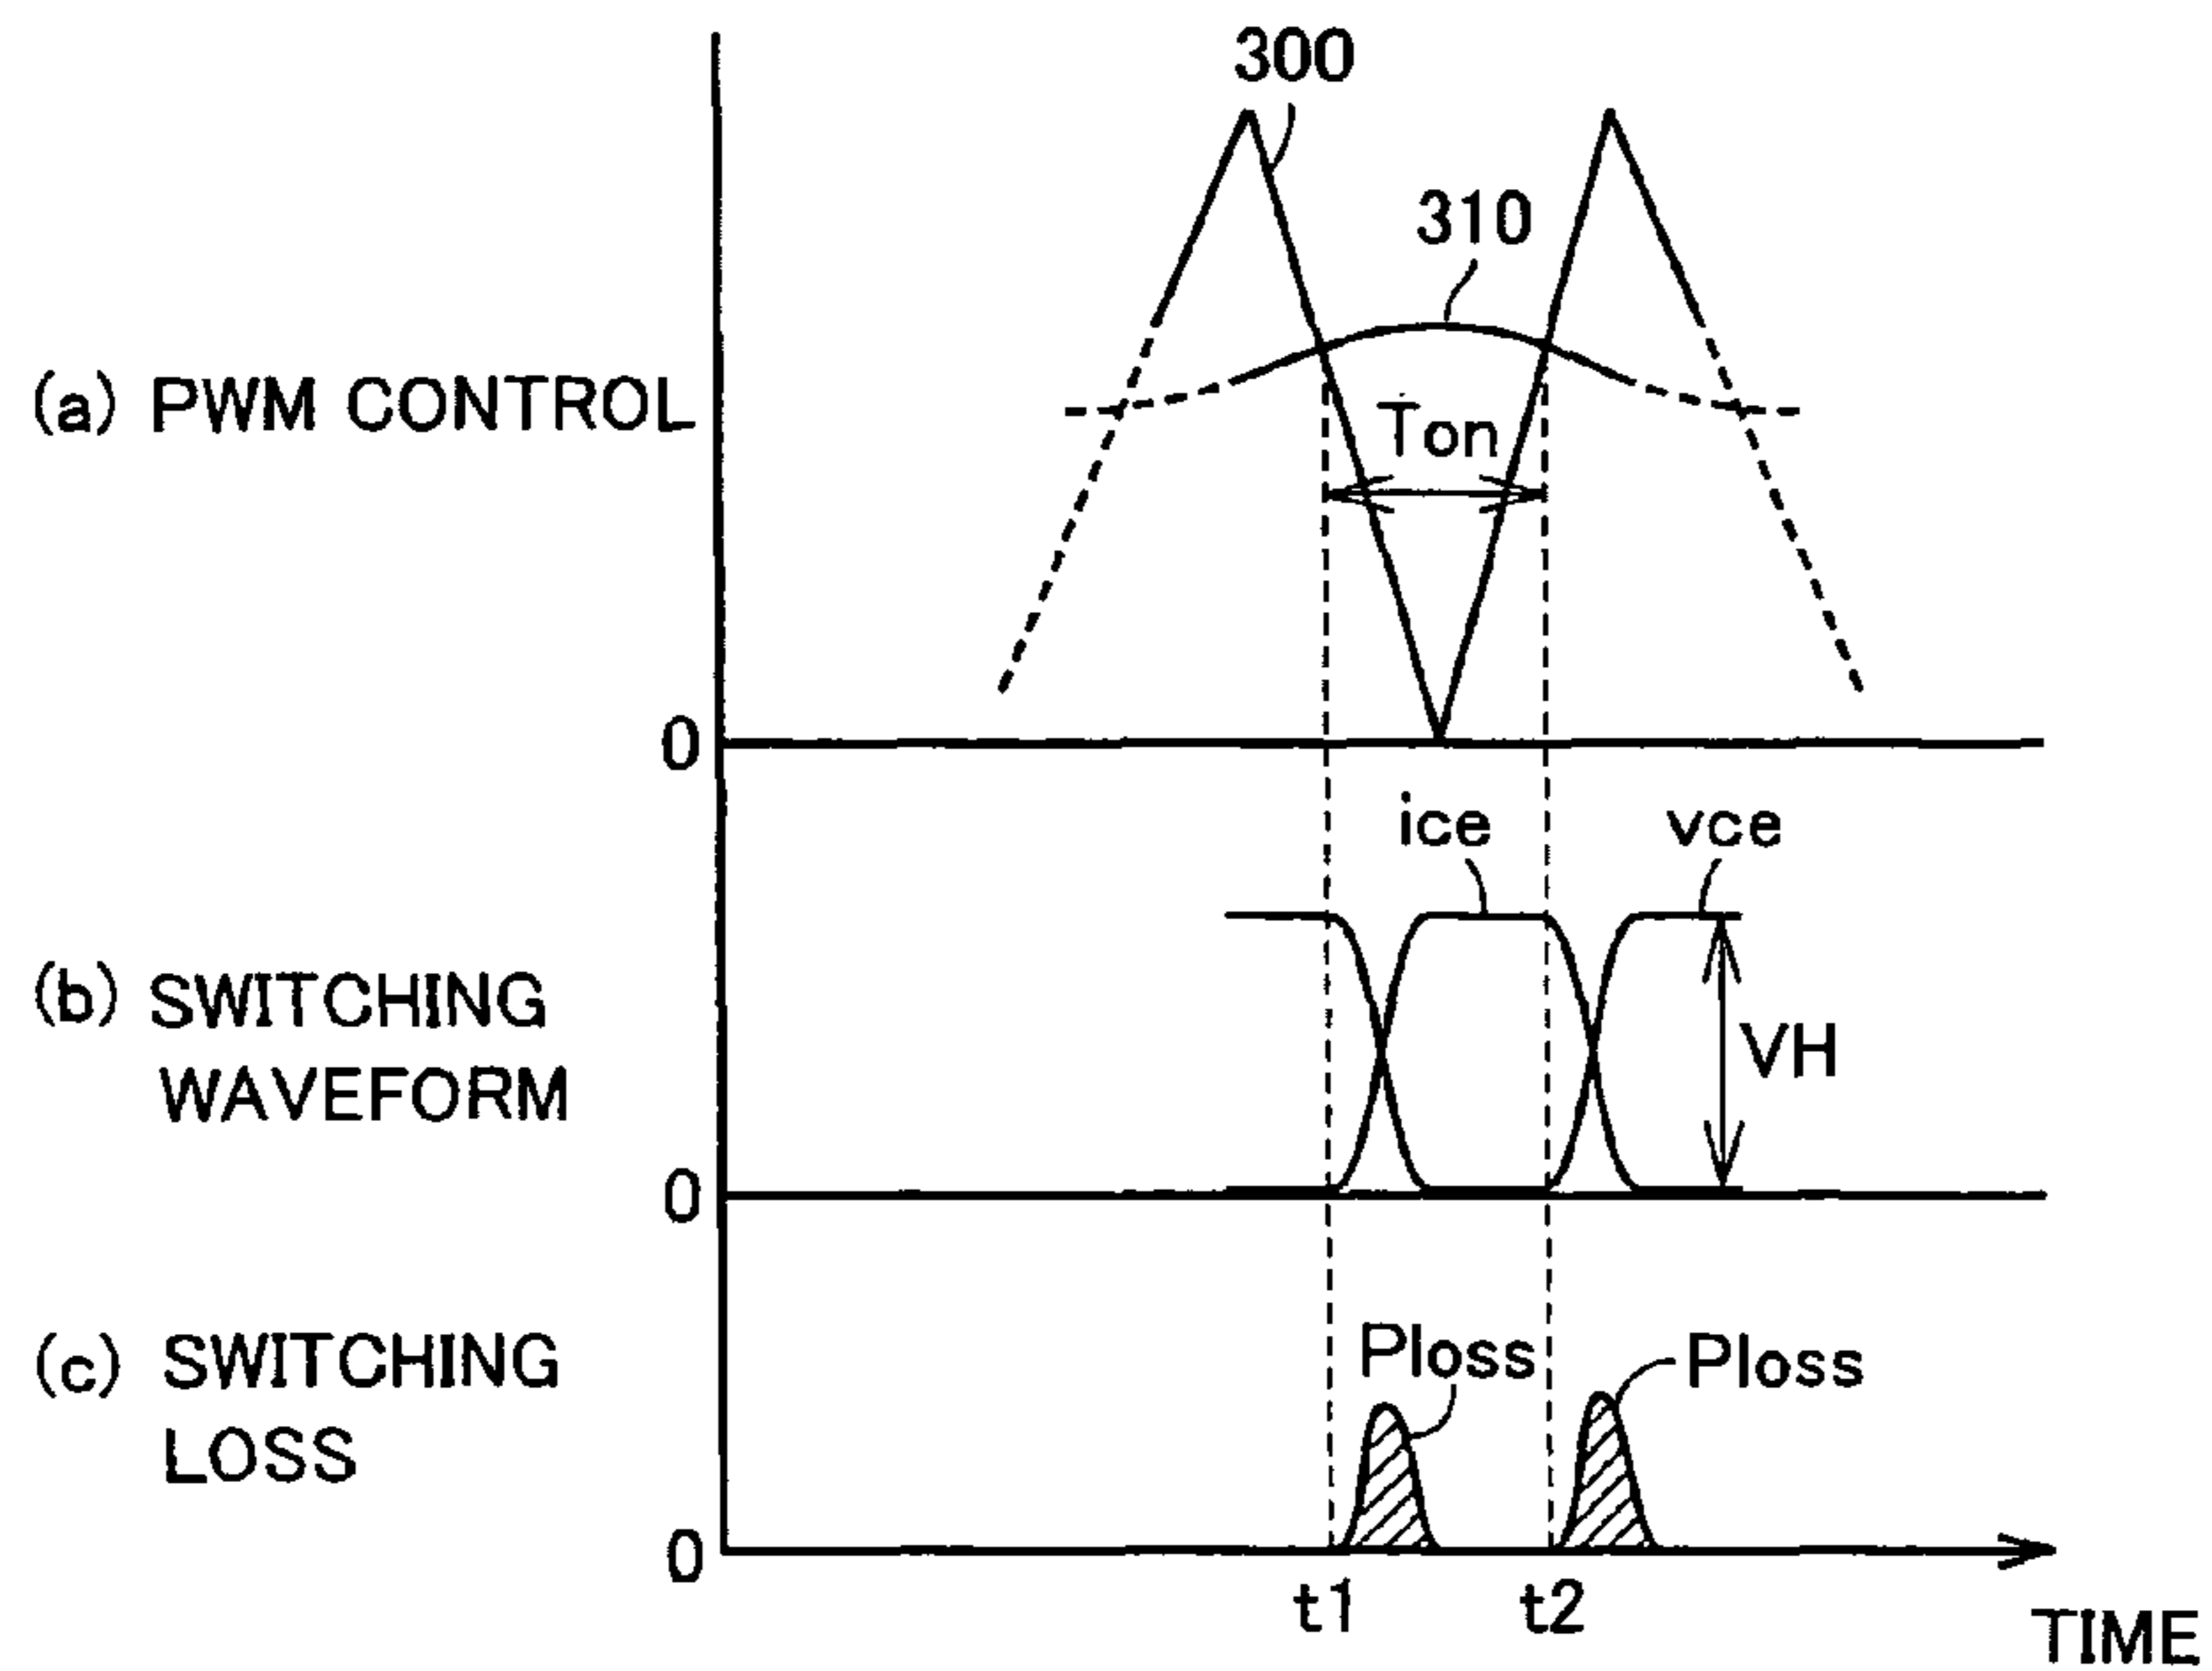 300
310
(a) PWM CONTROL
Ton
0
ice
vce
(b) SWITCHING
WAVEFORM
VH
0
(c) SWITCHING
LOSS
Ploss
Ploss
0
t1
t2
TIME